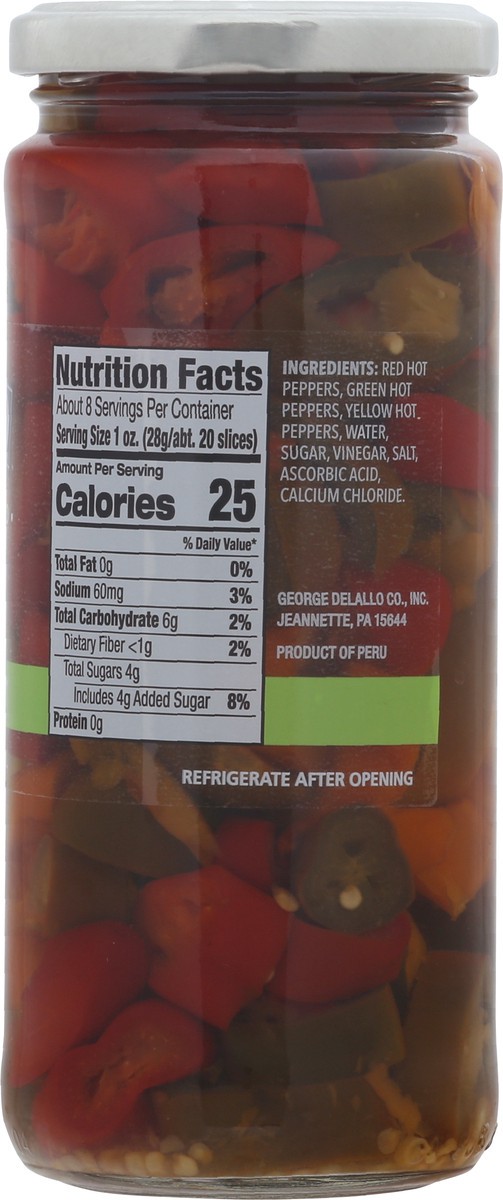 Nutrition Facts
About 8 Servings Per Container
Serving Size 1 oz. (28g/abt. 20 slices)
Amount Per Serving
Calories 25
% Daily Value*
Total Fat 0g 0%
Sodium 60mg 3%
Total Carbohydrate 6g 2%
Dietary Fiber <1g 2%
Total Sugars 4g
Includes 4g Added Sugar 8%
Protein 0g
INGREDIENTS: RED HOT
PEPPERS, GREEN HOT
PEPPERS, YELLOW HOT
PEPPERS, WATER,
SUGAR, VINEGAR, SALT,
ASCORBIC ACID,
CALCIUM CHLORIDE.
GEORGE DELALLO CO., INC.
JEANNETTE, PA 15644
PRODUCT OF PERU
REFRIGERATE AFTER OPENING